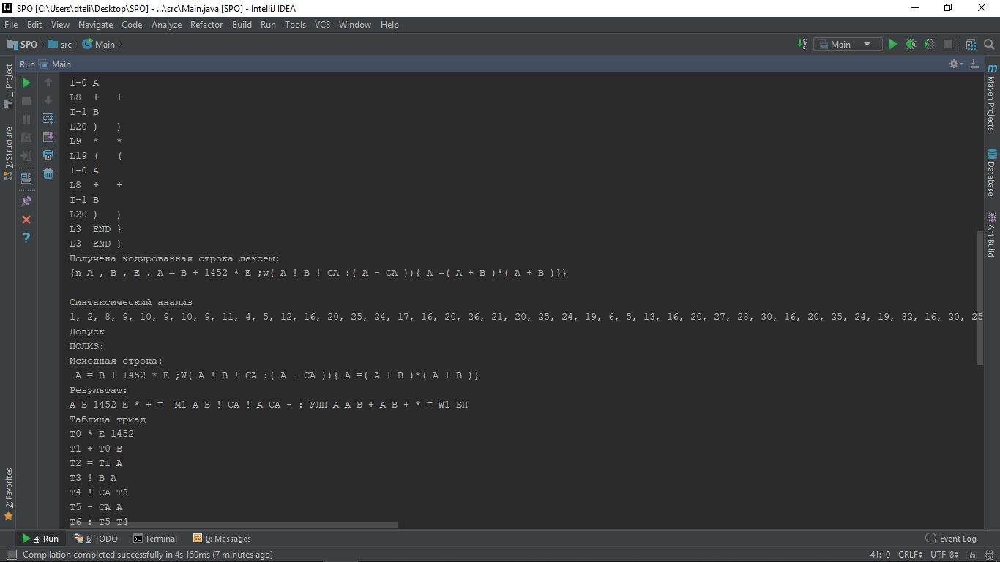 SPO [C:\Users\dteli\Desktop\SPO] - ...\src\Main.java [SPO] - IntelliJ IDEA
File Edit View Navigate Code Analyze Refactor Build Run Tools VCS Window Help
SPO src Main Main
Run Main
1: Project
7: Structure
2: Favorites
I-0 A
L8 + +
I-1 B
L20 ) )
L9 * *
L19 ( (
I-0 A
L8 + +
I-1 B
L20 ) )
L3 END }
L3 END }
Получена кодированная строка лексем:
{n A , B , E . A = B + 1452 * E ;w( A ! B ! CA :( A - CA )){ A =( A + B )*( A + B )}}
Синтаксический анализ
1, 2, 8, 9, 10, 9, 10, 9, 11, 4, 5, 12, 16, 20, 25, 24, 17, 16, 20, 26, 21, 20, 25, 24, 19, 6, 5, 13, 16, 20, 27, 28, 30, 16, 20, 25, 24, 19, 32, 16, 20, 25
Допуск
ПОЛИЗ:
Исходная строка:
A = B + 1452 * E ;W( A ! B ! CA :( A - CA )){ A =( A + B )*( A + B )}
Результат:
A B 1452 E * + = M1 A B ! CA ! A CA - : УЛП A A B + A B + * = W1 БП
Таблица триад
T0 * E 1452
T1 + T0 B
T2 = T1 A
T3 ! B A
T4 ! CA T3
T5 - CA A
T6 : T5 T4
Maven Projects
Database
Ant Build
4: Run 6: TODO Terminal 0: Messages Event Log
Compilation completed successfully in 4s 150ms (7 minutes ago) 41:10 CRLF UTF-8